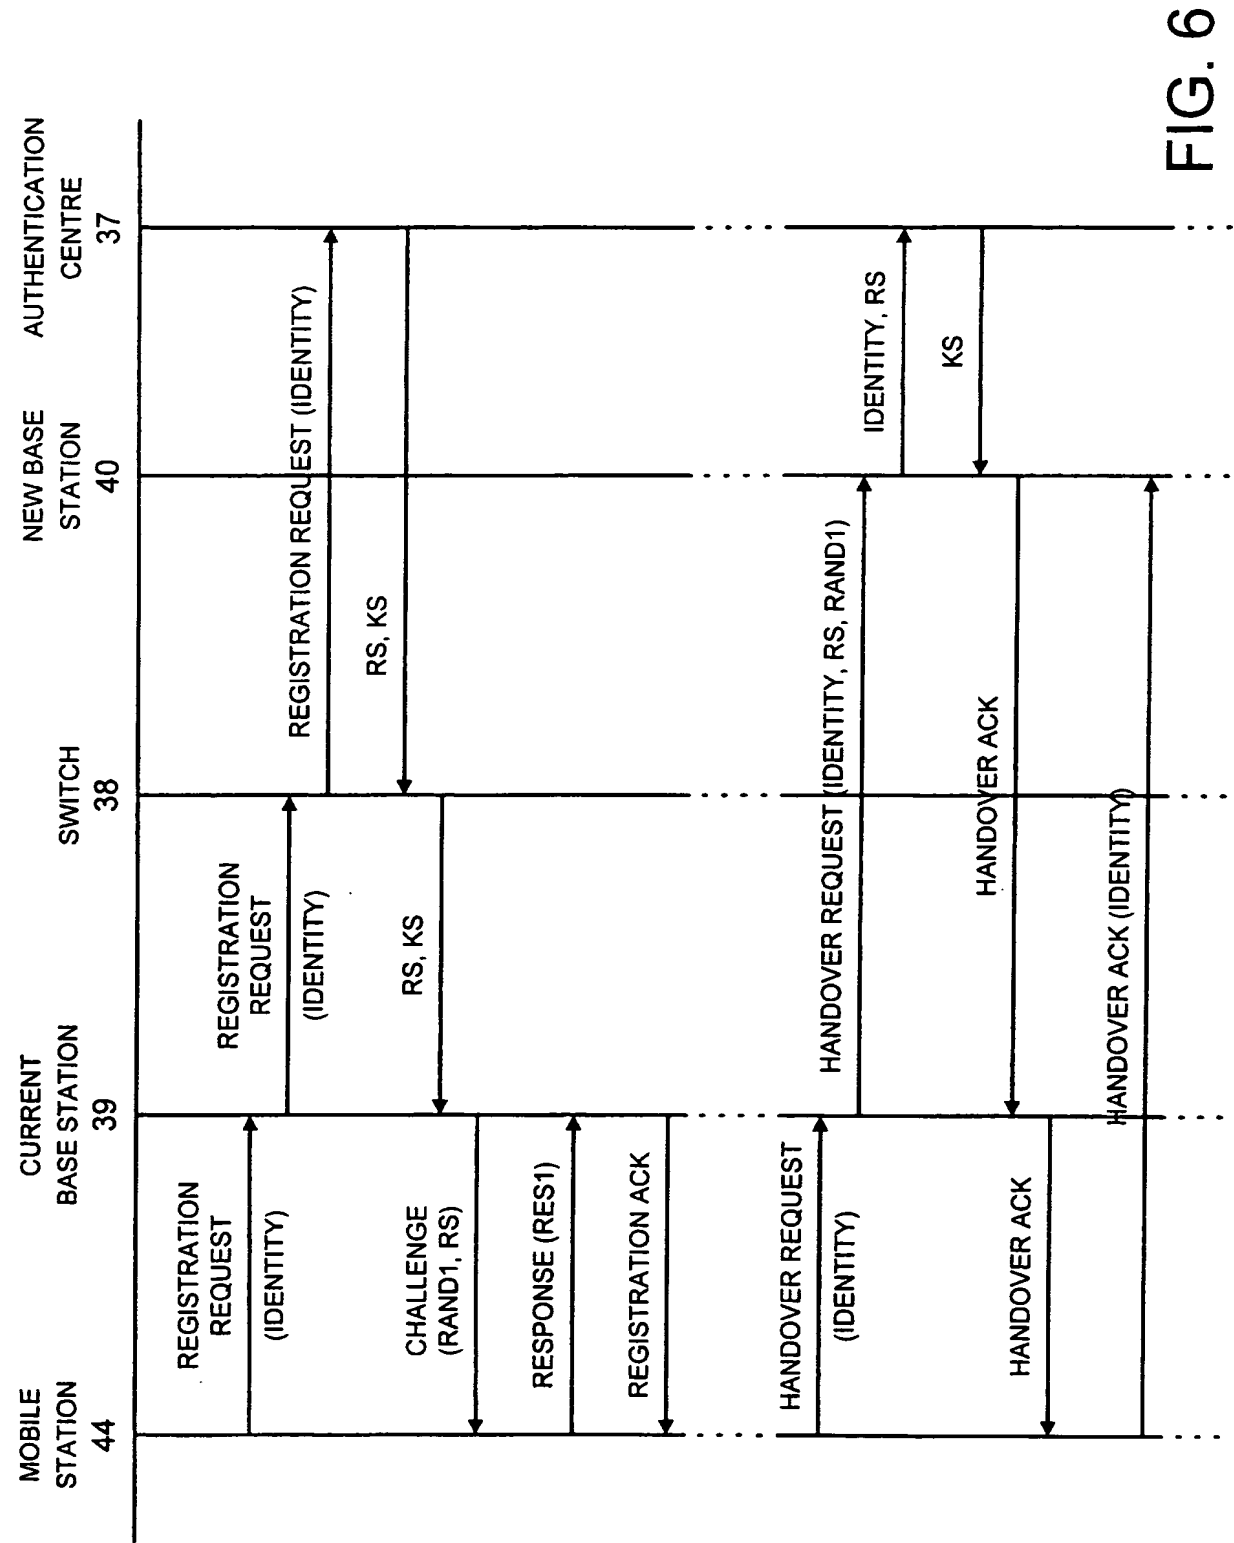 MOBILE
STATION
44
CURRENT
BASE STATION
39
SWITCH
38
NEW BASE
STATION
40
AUTHENTICATION
CENTRE
37
REGISTRATION
REQUEST
(IDENTITY)
REGISTRATION
REQUEST
(IDENTITY)
REGISTRATION REQUEST (IDENTITY)
RS, KS
RS, KS
CHALLENGE
(RAND1, RS)
RESPONSE (RES1)
REGISTRATION ACK
HANDOVER REQUEST
(IDENTITY)
HANDOVER REQUEST (IDENTITY, RS, RAND1)
IDENTITY, RS
KS
HANDOVER ACK
HANDOVER ACK
HANDOVER ACK (IDENTITY)
FIG. 6